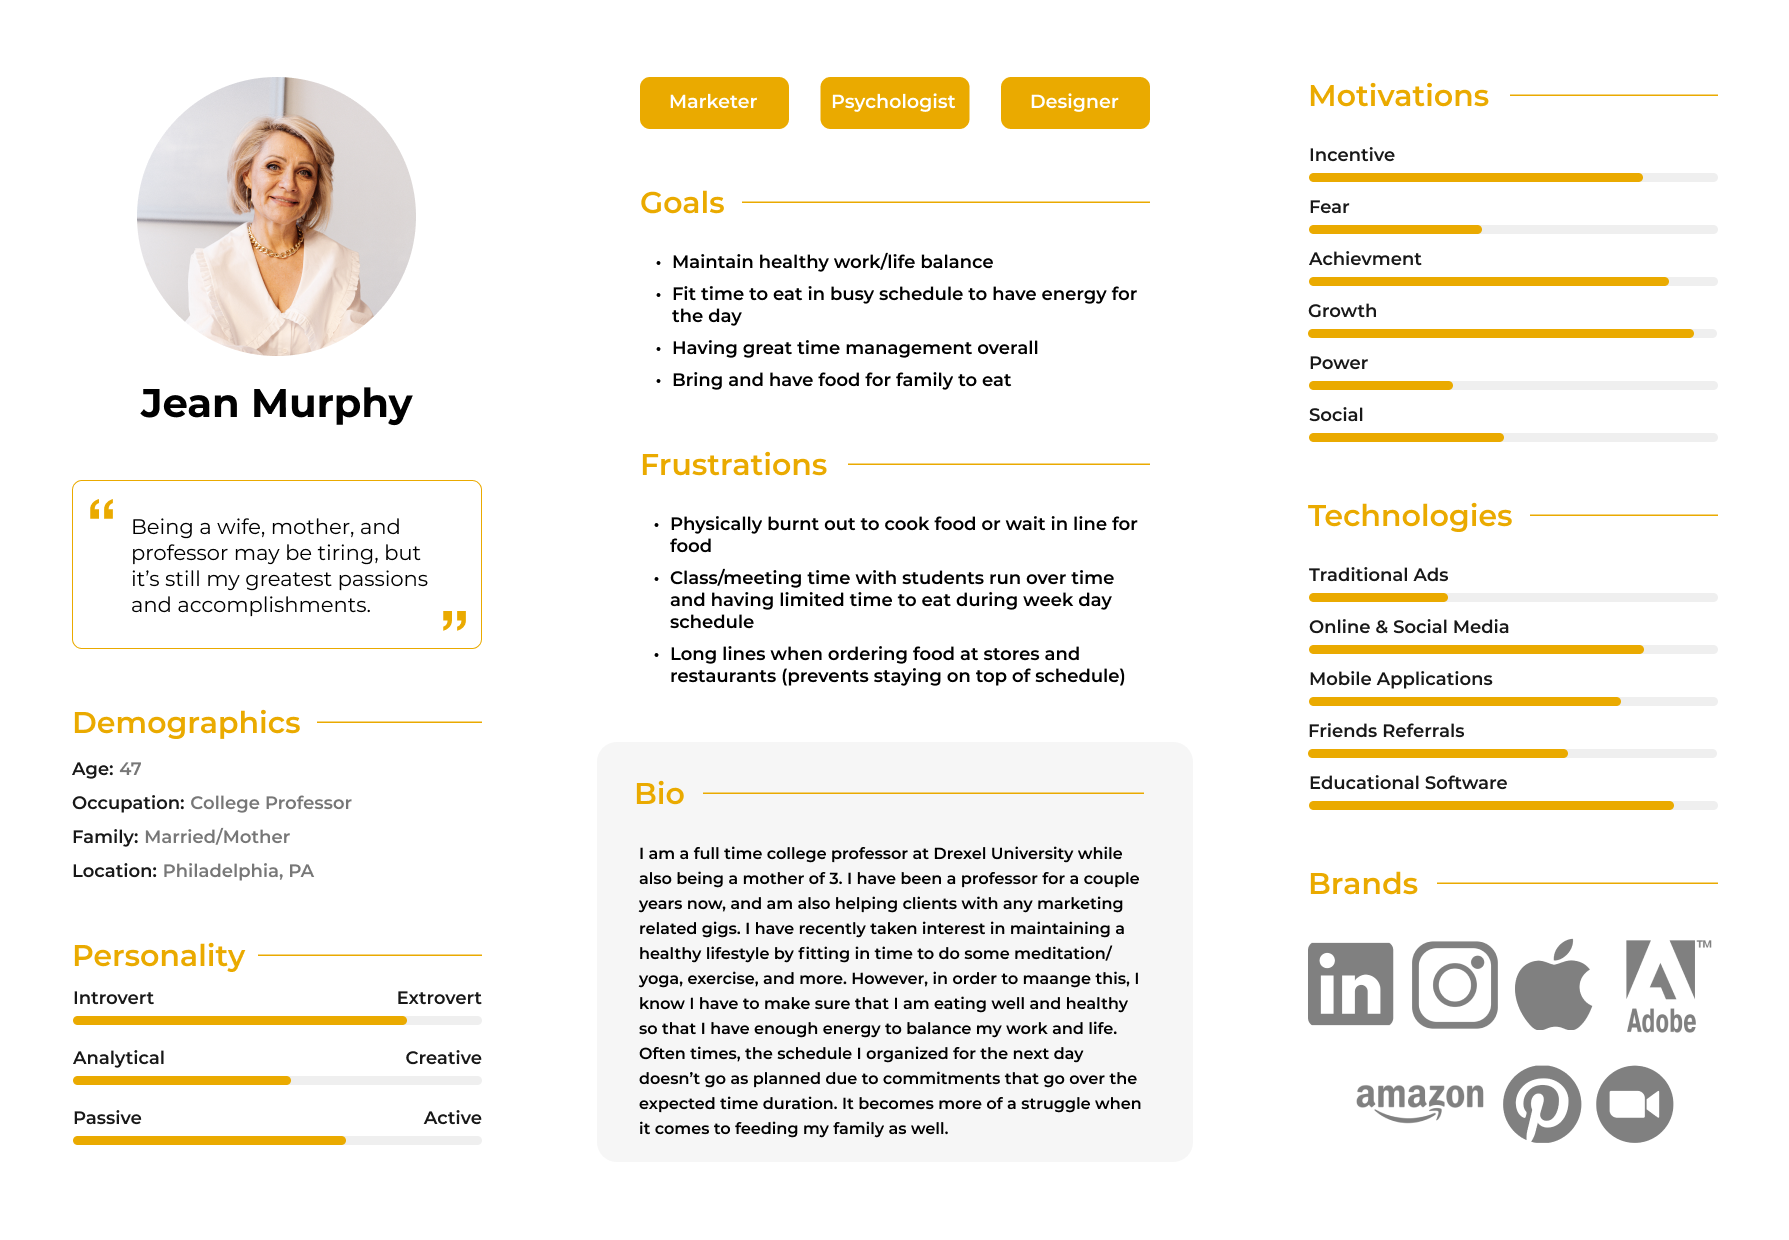 Jean Murphy
“
Being a wife, mother, and
professor may be tiring, but
it’s still my greatest passions
and accomplishments.
”
Demographics
Age: 47
Occupation: College Professor
Family: Married/Mother
Location: Philadelphia, PA
Personality
Introvert Extrovert
Analytical Creative
Passive Active
Marketer Psychologist Designer
Goals
• Maintain healthy work/life balance
• Fit time to eat in busy schedule to have energy for
the day
• Having great time management overall
• Bring and have food for family to eat
Frustrations
• Physically burnt out to cook food or wait in line for
food
• Class/meeting time with students run over time
and having limited time to eat during week day
schedule
• Long lines when ordering food at stores and
restaurants (prevents staying on top of schedule)
Bio
I am a full time college professor at Drexel University while
also being a mother of 3. I have been a professor for a couple
years now, and am also helping clients with any marketing
related gigs. I have recently taken interest in maintaining a
healthy lifestyle by fitting in time to do some meditation/
yoga, exercise, and more. However, in order to maange this, I
know I have to make sure that I am eating well and healthy
so that I have enough energy to balance my work and life.
Often times, the schedule I organized for the next day
doesn’t go as planned due to commitments that go over the
expected time duration. It becomes more of a struggle when
it comes to feeding my family as well.
Motivations
Incentive
Fear
Achievment
Growth
Power
Social
Technologies
Traditional Ads
Online & Social Media
Mobile Applications
Friends Referrals
Educational Software
Brands
in
TM
Adobe
amazon